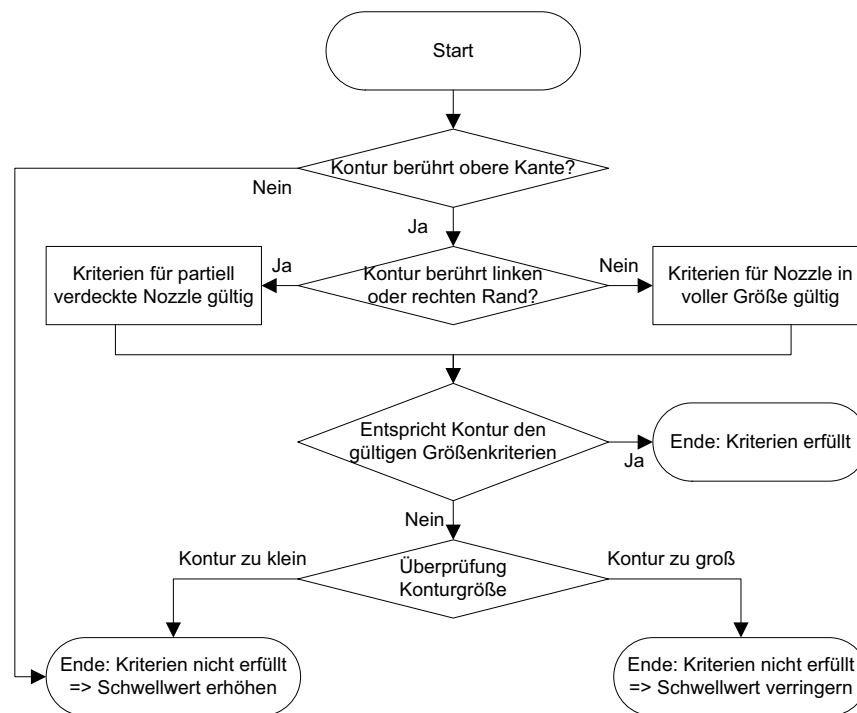 Start
Kontur berührt obere Kante?
Nein
Ja
Kriterien für partiell
verdeckte Nozzle gültig
Ja
Kontur berührt linken
oder rechten Rand?
Nein
Kriterien für Nozzle in
voller Größe gültig
Entspricht Kontur den
gültigen Größenkriterien
Ja
Ende: Kriterien erfüllt
Nein
Kontur zu klein
Überprüfung
Konturgröße
Kontur zu groß
Ende: Kriterien nicht erfüllt
=> Schwellwert erhöhen
Ende: Kriterien nicht erfüllt
=> Schwellwert verringern